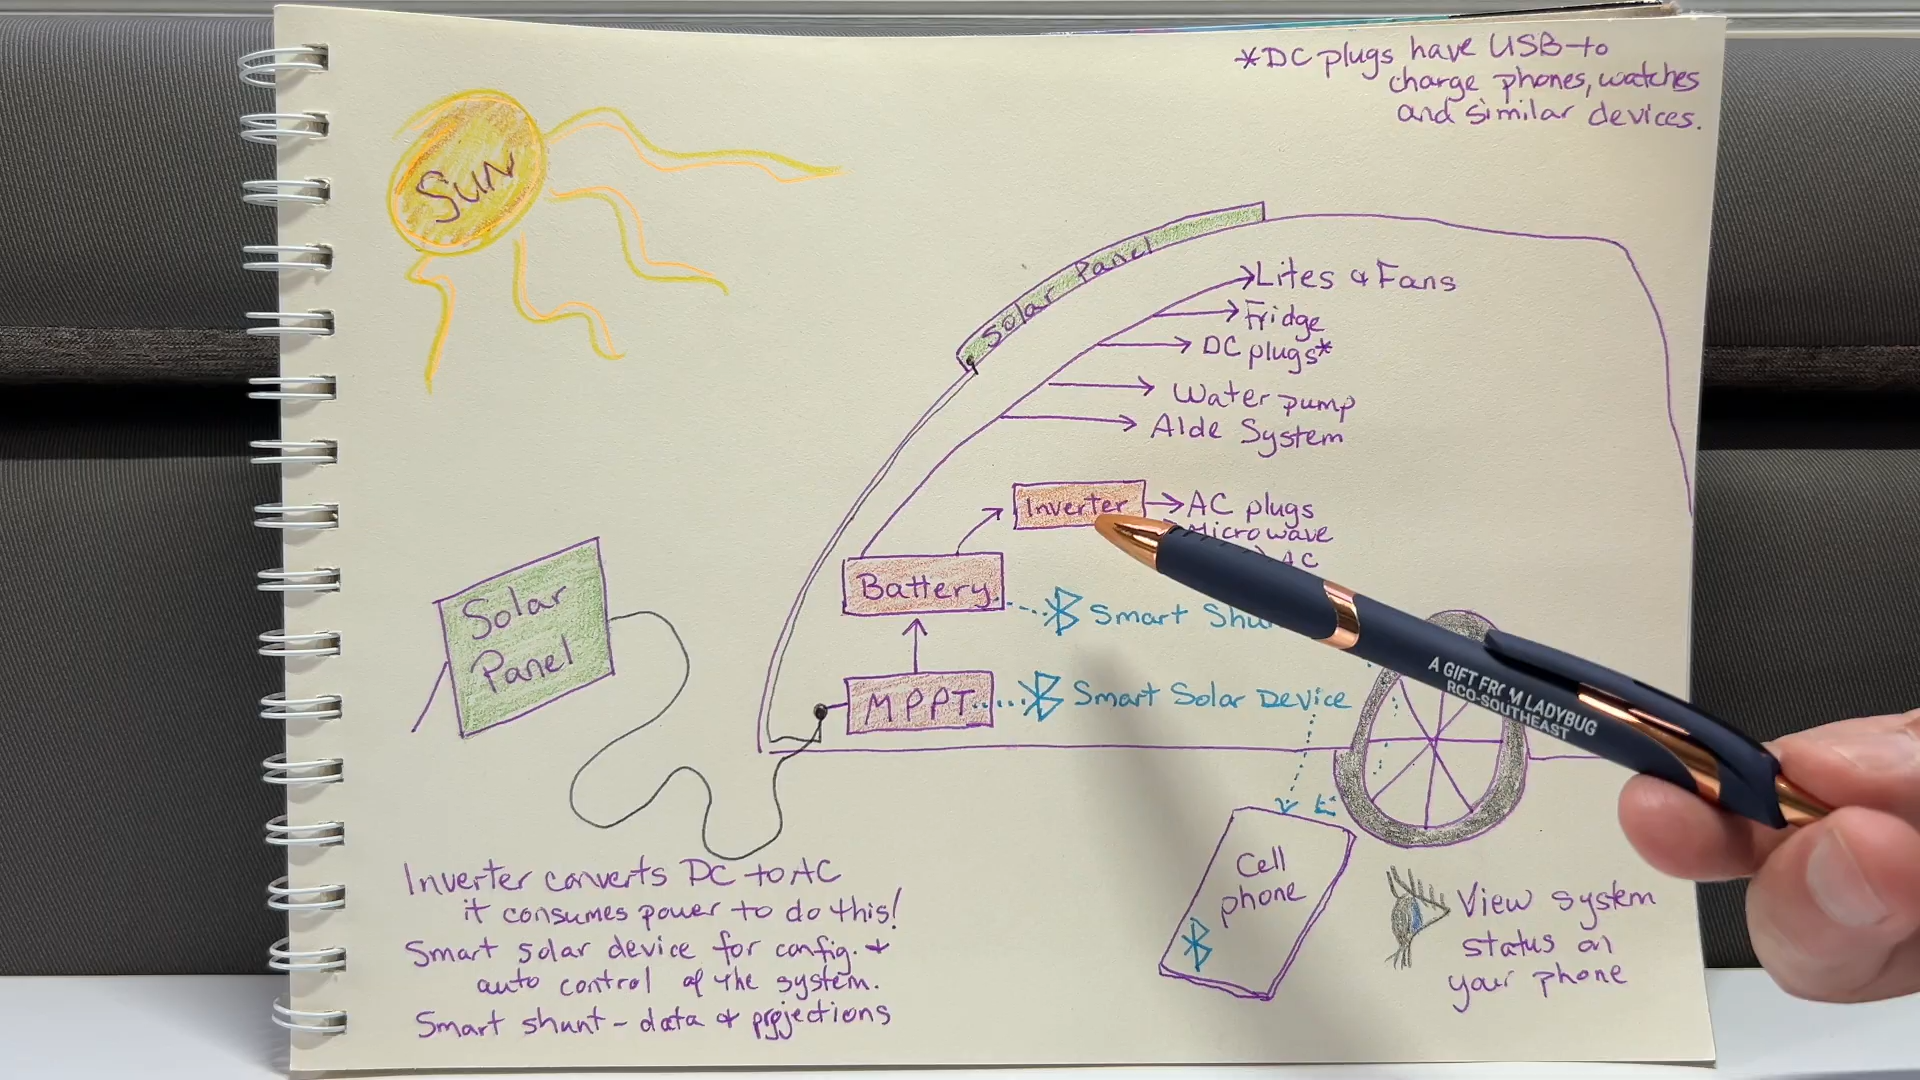 *DC plugs have USB to
charge phones, watches
and similar devices.
Sun
Solar Panel
Lites & Fans
Fridge
DC plugs*
Water pump
Alde System
Inverter
AC plugs
Microwave
AC
Battery
Smart Shu
MPPT
Smart Solar Device
Solar
Panel
A GIFT FROM LADYBUG
RCO-SOUTHEAST
Cell
phone
View system
status on
your phone
Inverter converts DC to AC
it consumes power to do this!
Smart solar device for config. &
auto control of the system.
Smart shunt - data & projections